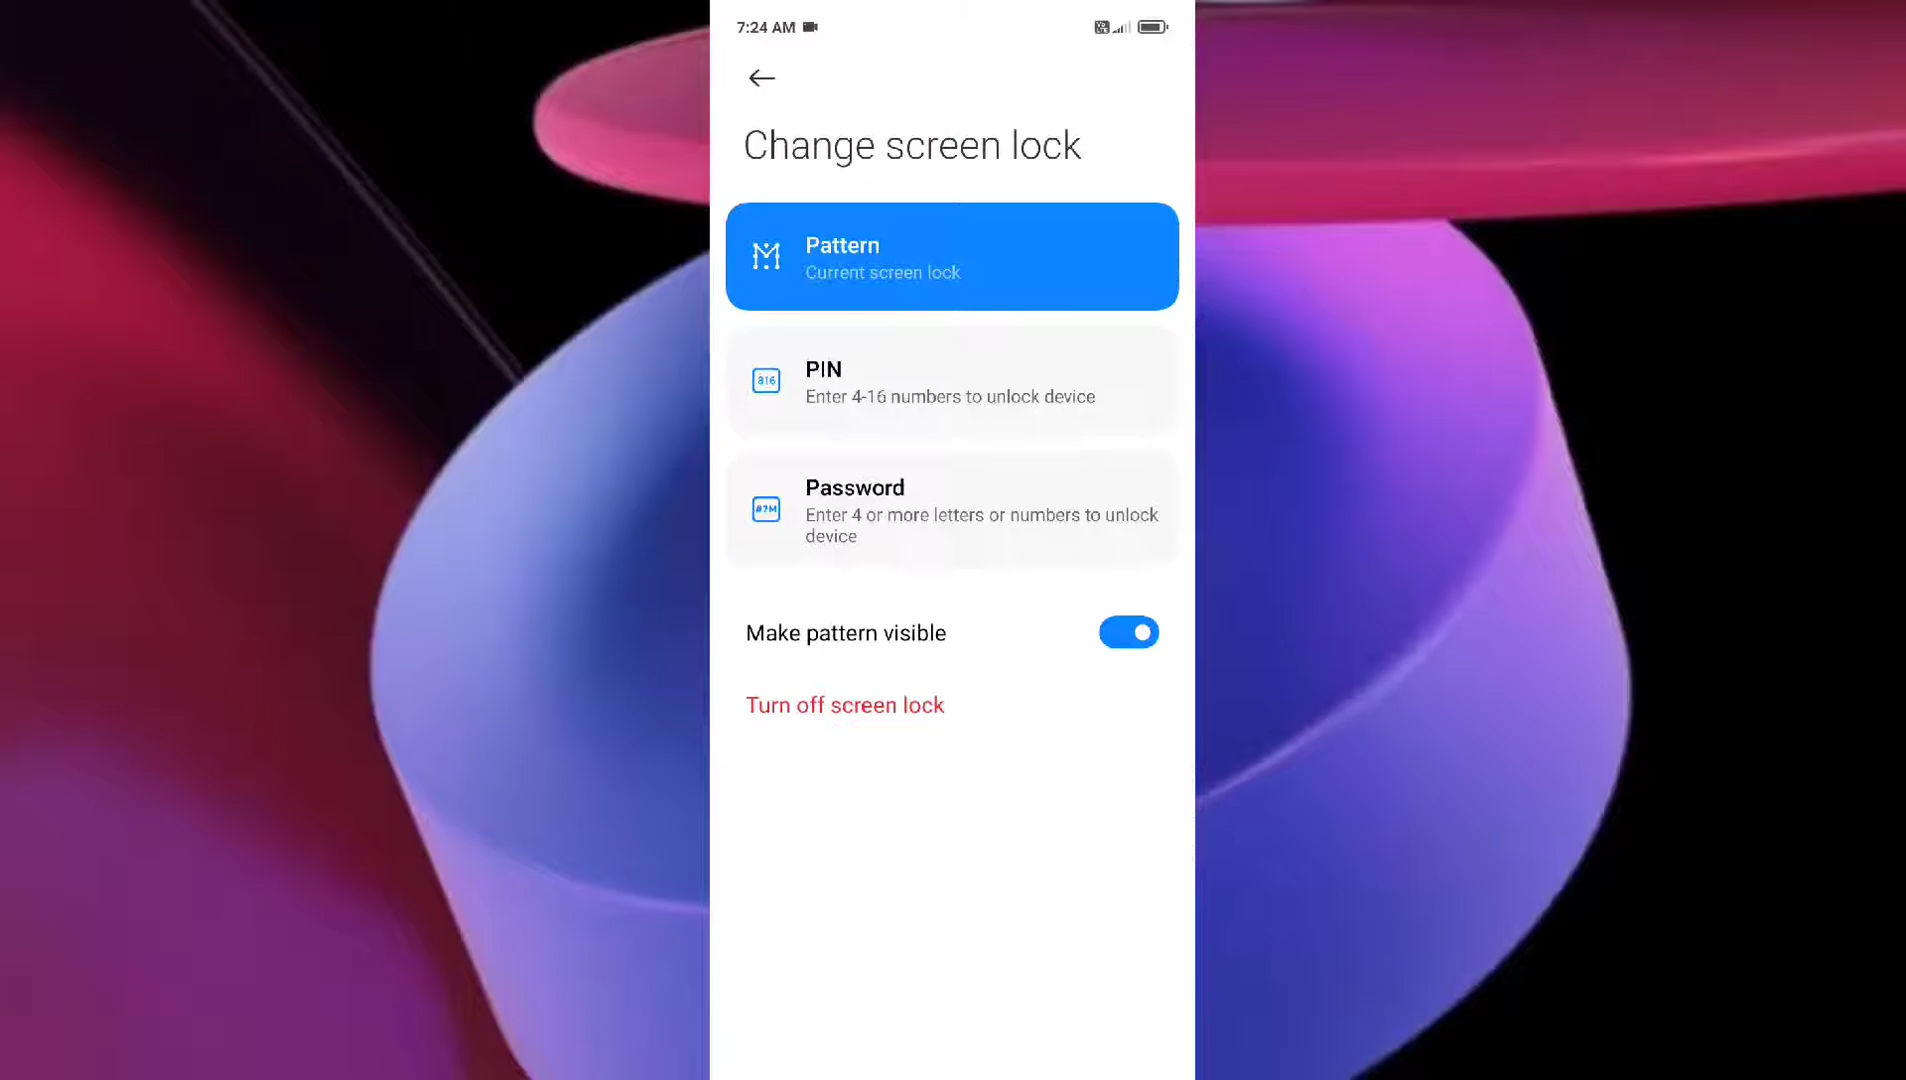 7:24 AM
Change screen lock
Pattern
Current screen lock
816
PIN
Enter 4-16 numbers to unlock device
#?M
Password
Enter 4 or more letters or numbers to unlock
device
Make pattern visible
Turn off screen lock